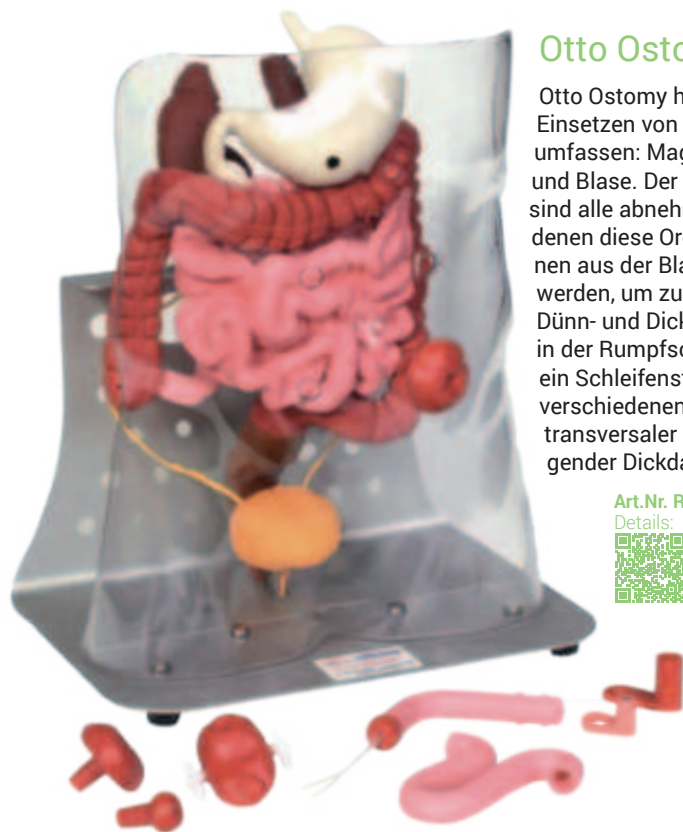 Otto Osto
Otto Ostomy h
Einsetzen von
umfassen: Mag
und Blase. Der
sind alle abneh
denen diese Or
nen aus der Bla
werden, um zu
Dünn- und Dick
in der Rumpfsc
ein Schleifenst
verschiedenen
transversaler
gender Dickda
Art.Nr. R
Details: